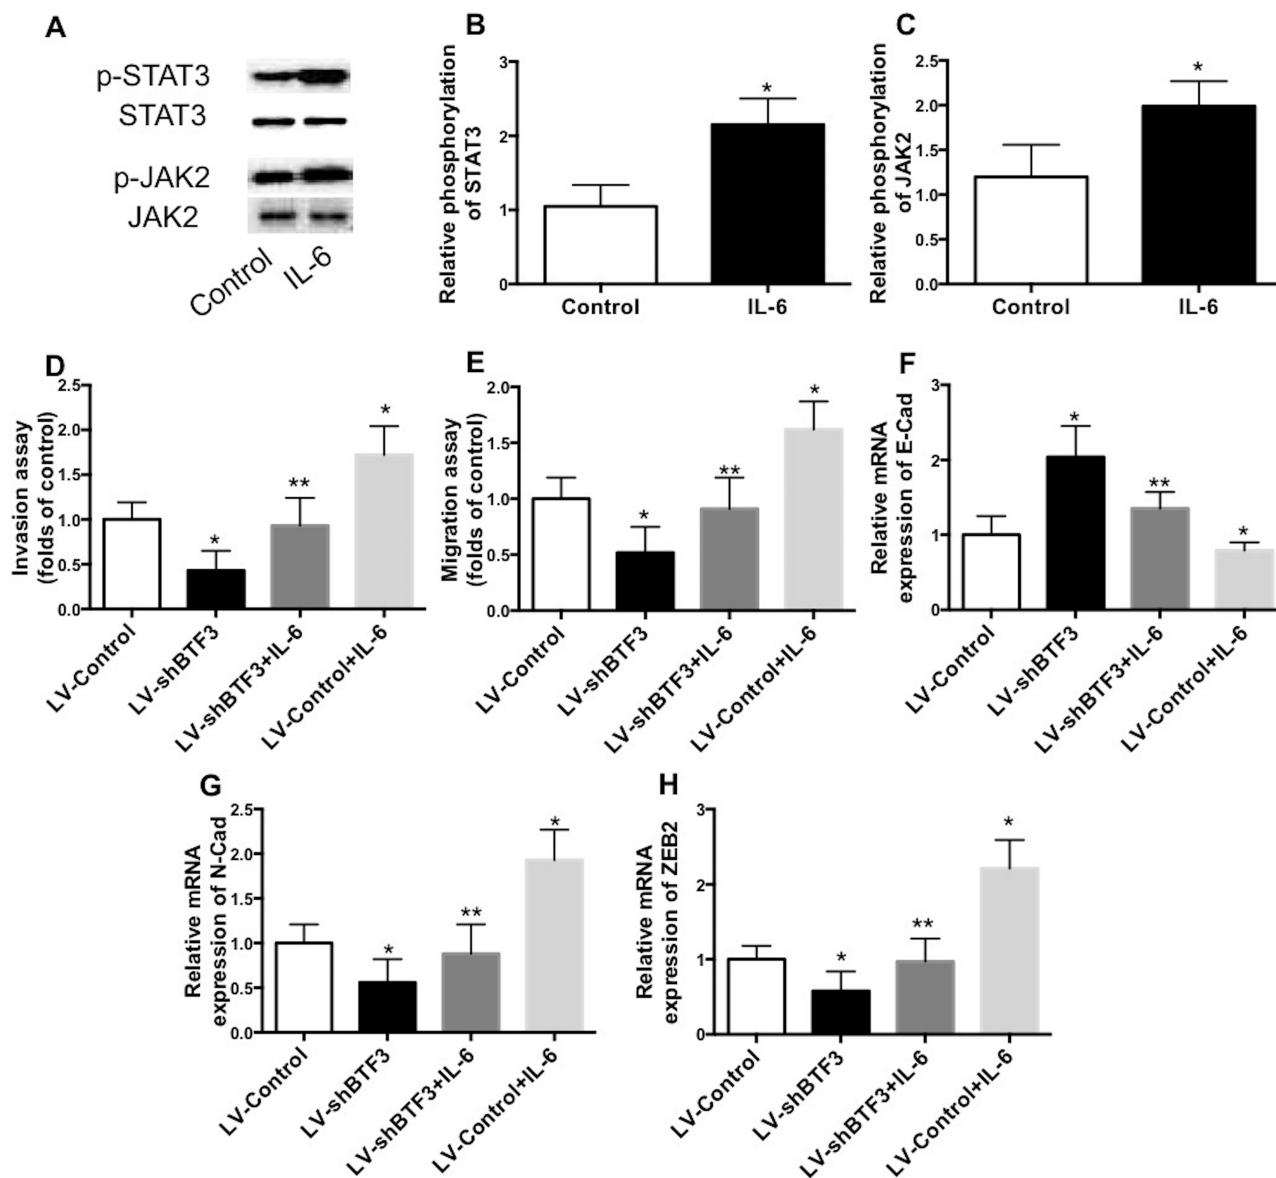 A
p-STAT3
STAT3
p-JAK2
JAK2
Control
IL-6
B
Relative phosphorylation
of STAT3
3
2
1
0
*
Control
IL-6
C
Relative phosphorylation
of JAK2
2.5
2.0
1.5
1.0
0.5
0.0
*
Control
IL-6
D
Invasion assay
(folds of control)
2.5
2.0
1.5
1.0
0.5
0.0
*
**
*
LV-Control
LV-shBTF3
LV-shBTF3+IL-6
LV-Control+IL-6
E
Migration assay
(folds of control)
2.0
1.5
1.0
0.5
0.0
*
**
*
LV-Control
LV-shBTF3
LV-shBTF3+IL-6
LV-Control+IL-6
F
Relative mRNA
expression of E-Cad
3
2
1
0
*
**
*
LV-Control
LV-shBTF3
LV-shBTF3+IL-6
LV-Control+IL-6
G
Relative mRNA
expression of N-Cad
2.5
2.0
1.5
1.0
0.5
0.0
*
**
*
LV-Control
LV-shBTF3
LV-shBTF3+IL-6
LV-Control+IL-6
H
Relative mRNA
expression of ZEB2
3
2
1
0
*
**
*
LV-Control
LV-shBTF3
LV-shBTF3+IL-6
LV-Control+IL-6